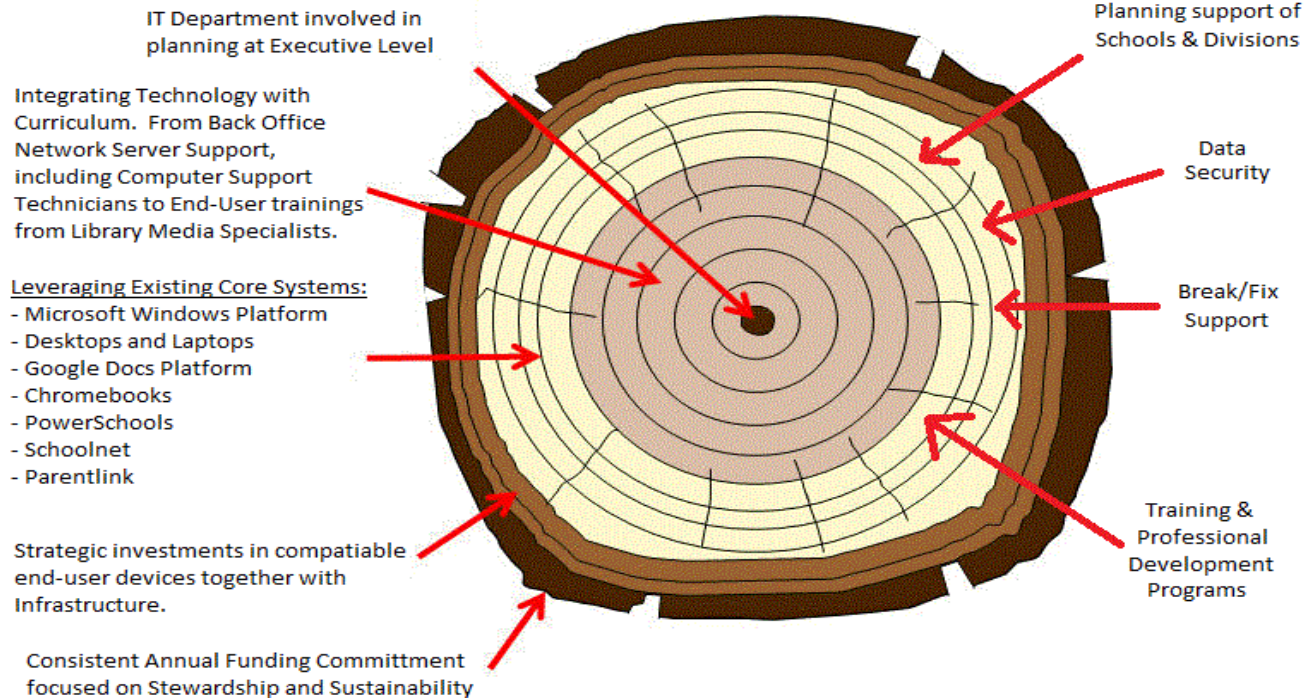 IT Department involved in
planning at Executive Level
Integrating Technology with
Curriculum.  From Back Office
Network Server Support,
including Computer Support
Technicians to End-User trainings
from Library Media Specialists.
Leveraging Existing Core Systems:
- Microsoft Windows Platform
- Desktops and Laptops
- Google Docs Platform
- Chromebooks
- PowerSchools
- Schoolnet
- Parentlink
Strategic investments in compatiable
end-user devices together with
Infrastructure.
Consistent Annual Funding Committment
focused on Stewardship and Sustainability
Planning support of
Schools & Divisions
Data
Security
Break/Fix
Support
Training &
Professional
Development
Programs